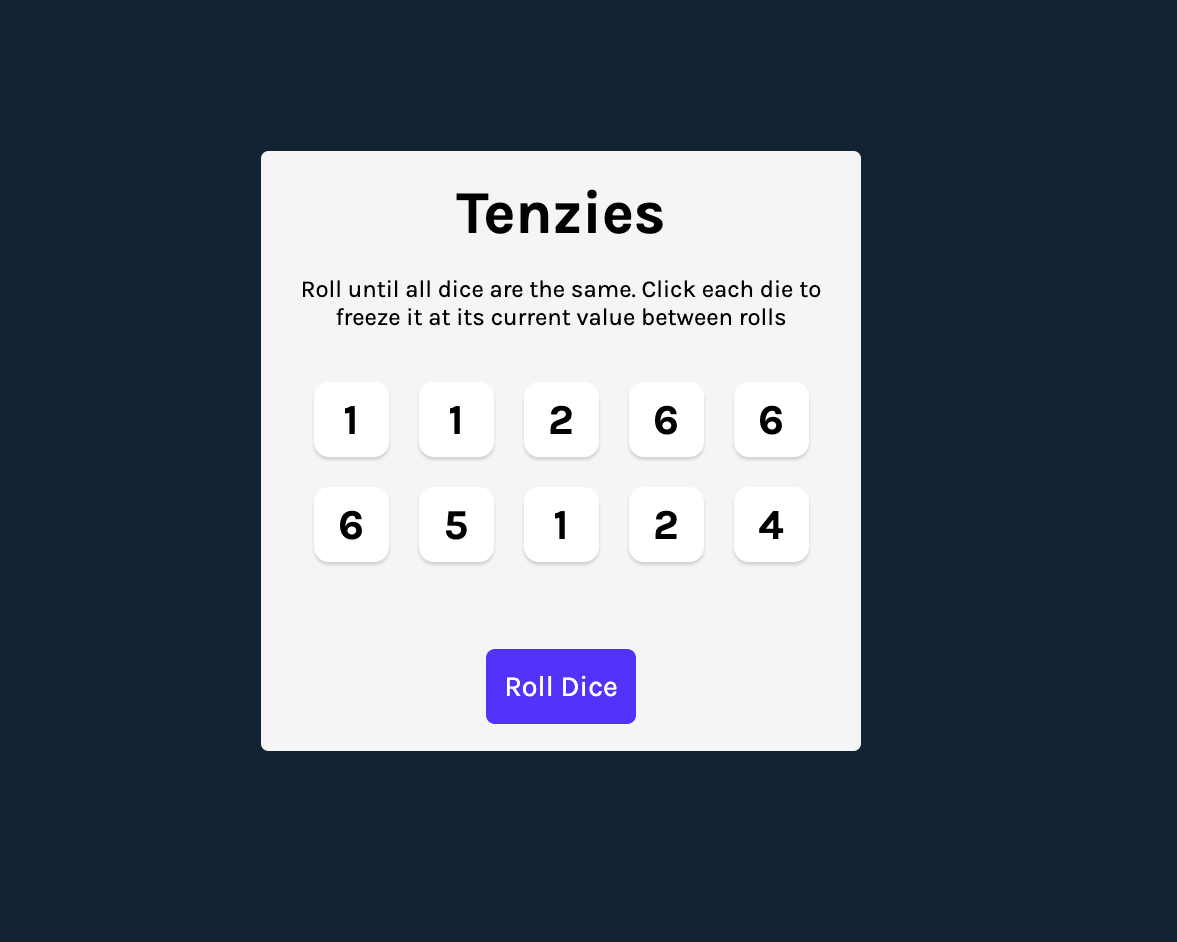 Tenzies
Roll until all dice are the same. Click each die to
freeze it at its current value between rolls
1 1 2 6 6
6 5 1 2 4
Roll Dice